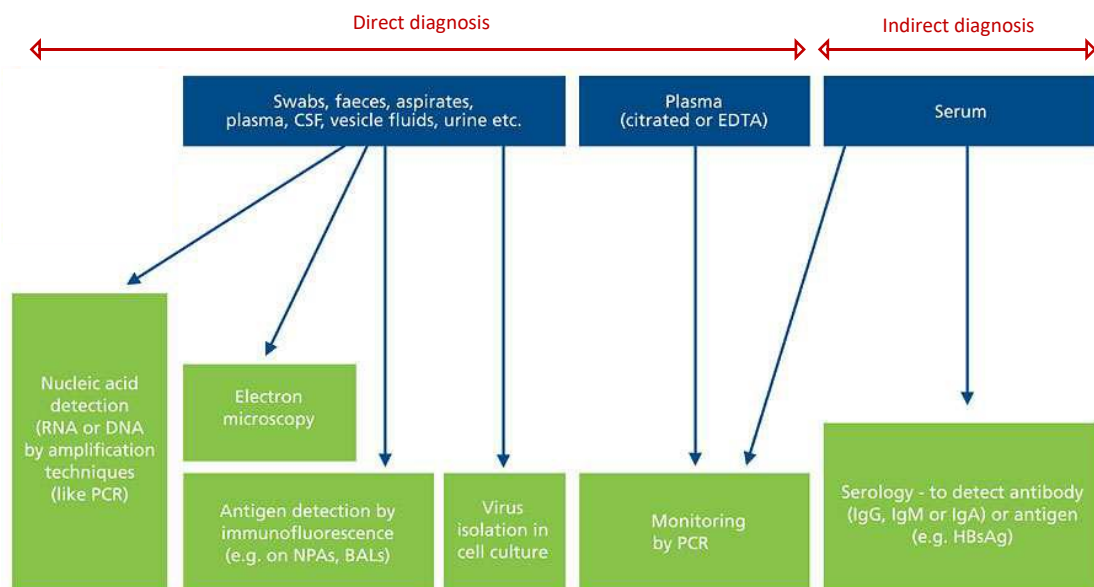 Direct diagnosis
Indirect diagnosis
Swabs, faeces, aspirates,
plasma, CSF, vesicle fluids, urine etc.
Plasma
(citrated or EDTA)
Serum
Nucleic acid
detection
(RNA or DNA
by amplification
techniques
(like PCR)
Electron
microscopy
Antigen detection by
immunofluorescence
(e.g. on NPAs, BALs)
Virus
isolation in
cell culture
Monitoring
by PCR
Serology - to detect antibody
(IgG, IgM or IgA) or antigen
(e.g. HBsAg)